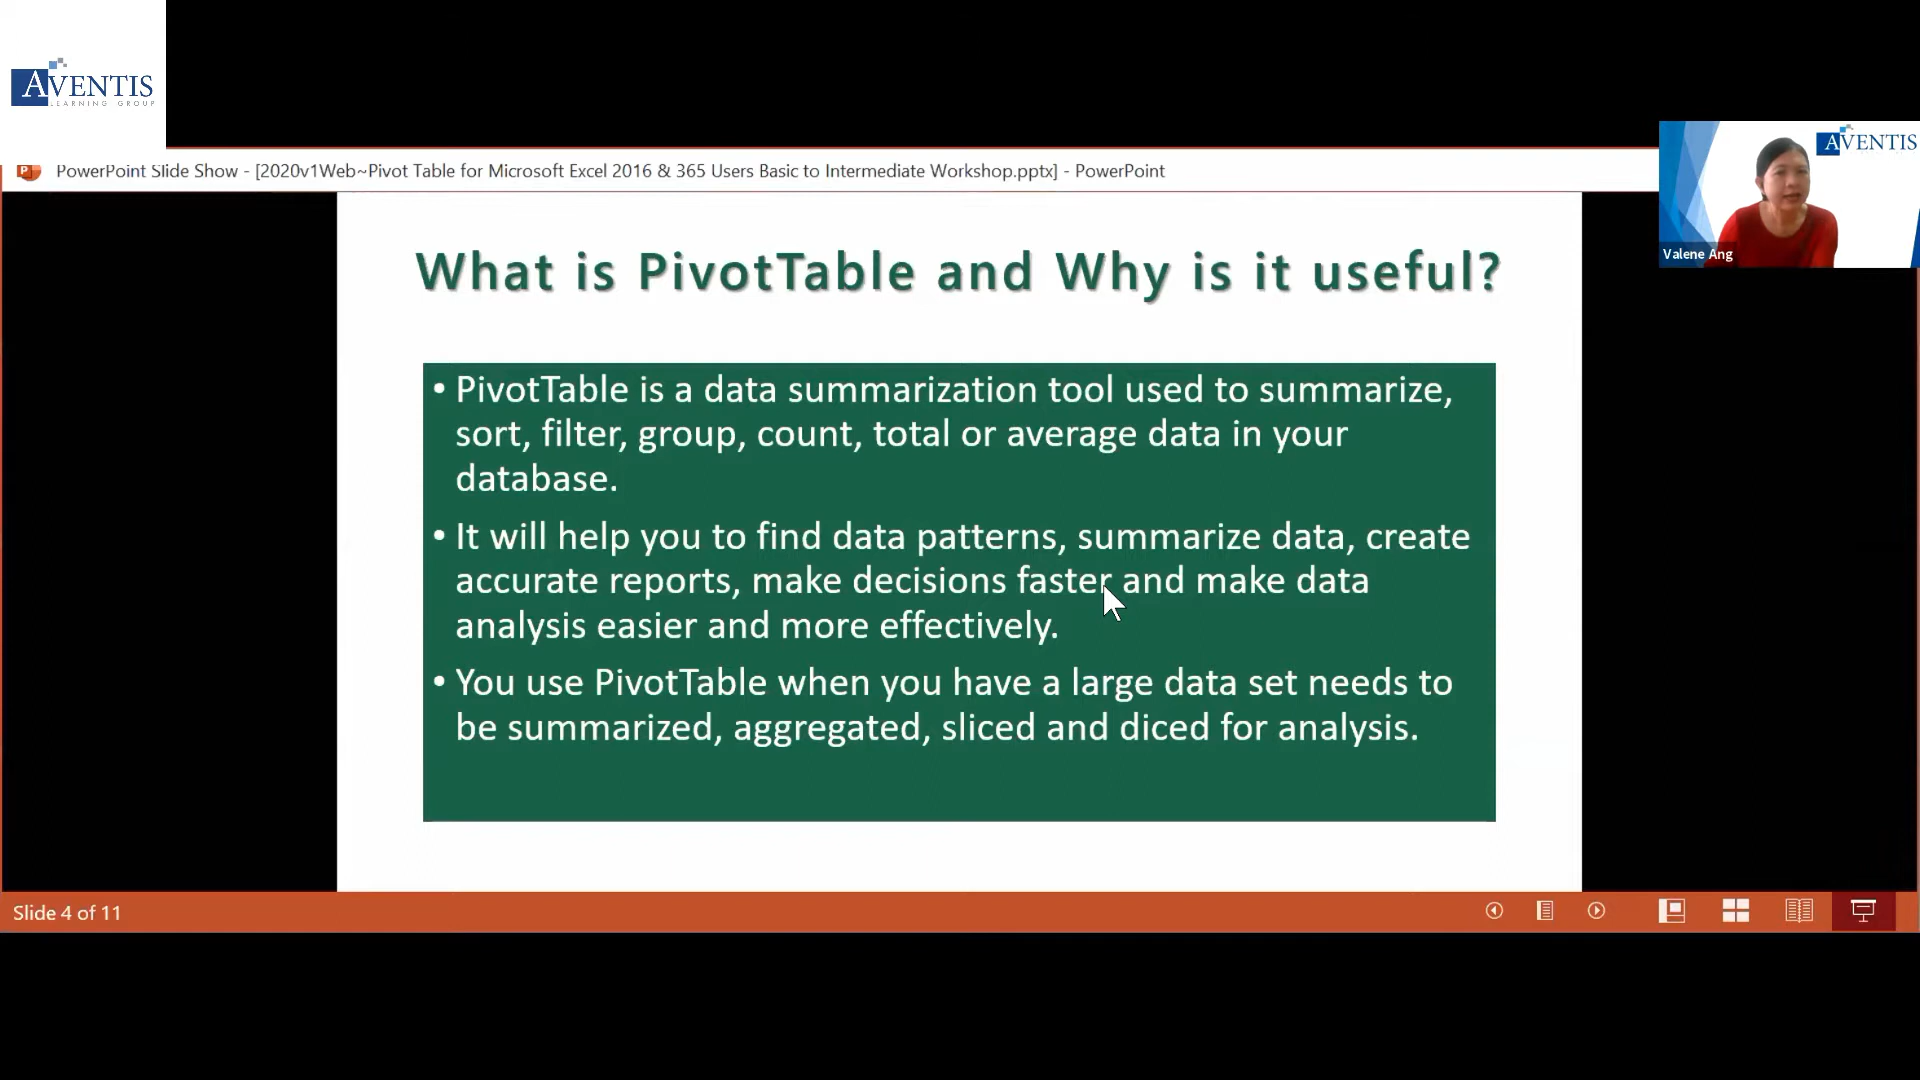 AVENTIS
LEARNING GROUP
PowerPoint Slide Show - [2020v1Web~Pivot Table for Microsoft Excel 2016 & 365 Users Basic to Intermediate Workshop.pptx] - PowerPoint
AVENTIS
Valene Ang
What is PivotTable and Why is it useful?
• PivotTable is a data summarization tool used to summarize,
sort, filter, group, count, total or average data in your
database.
• It will help you to find data patterns, summarize data, create
accurate reports, make decisions faster and make data
analysis easier and more effectively.
• You use PivotTable when you have a large data set needs to
be summarized, aggregated, sliced and diced for analysis.
Slide 4 of 11